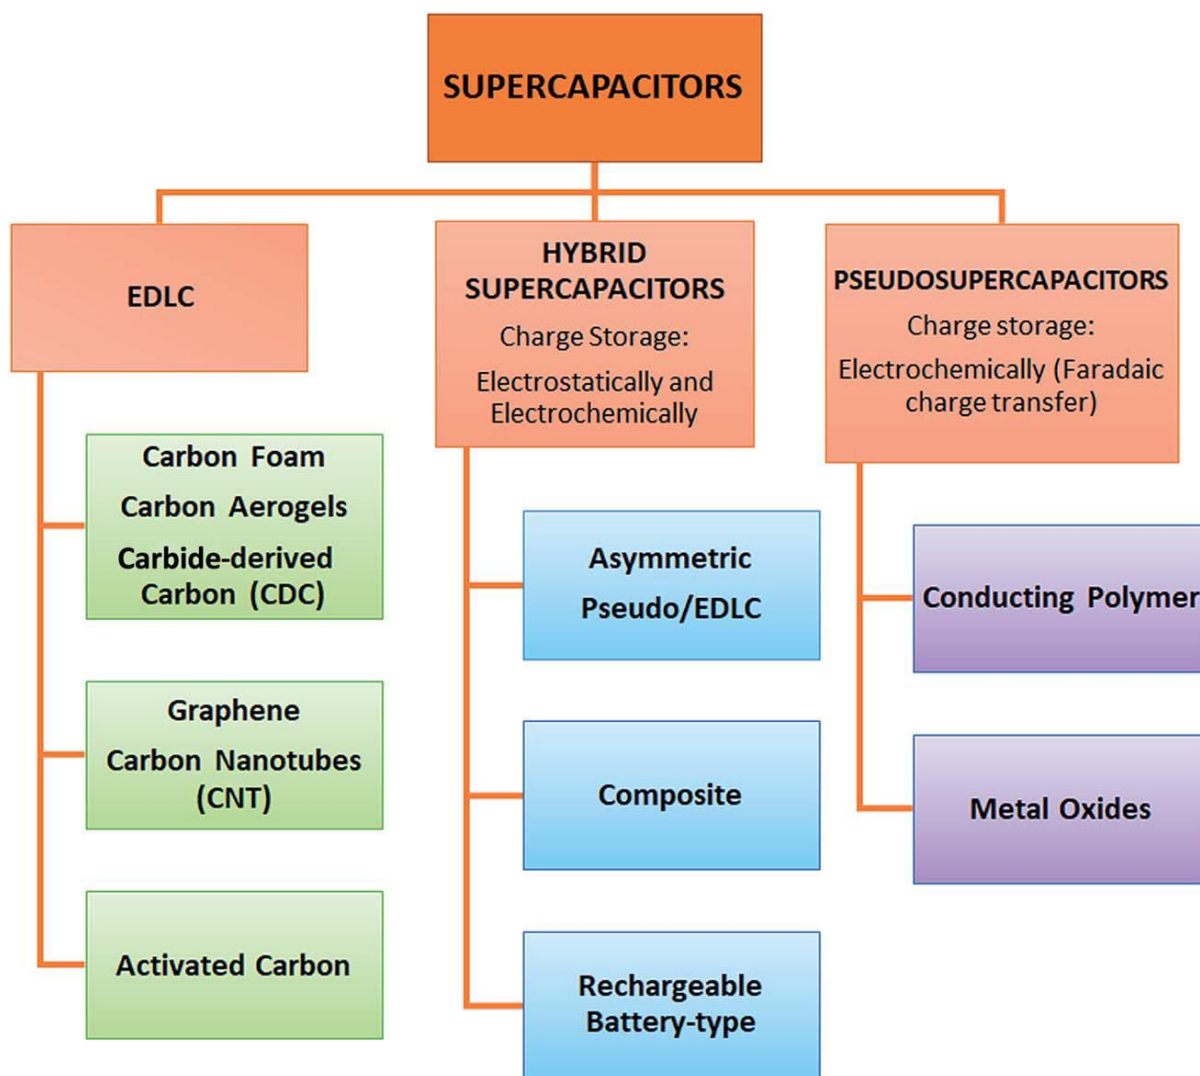 SUPERCAPACITORS
EDLC
Carbon Foam
Carbon Aerogels
Carbide-derived
Carbon (CDC)
Graphene
Carbon Nanotubes
(CNT)
Activated Carbon
HYBRID
SUPERCAPACITORS
Charge Storage:
Electrostatically and
Electrochemically
Asymmetric
Pseudo/EDLC
Composite
Rechargeable
Battery-type
PSEUDOSUPERCAPACITORS
Charge storage:
Electrochemically (Faradaic
charge transfer)
Conducting Polymer
Metal Oxides